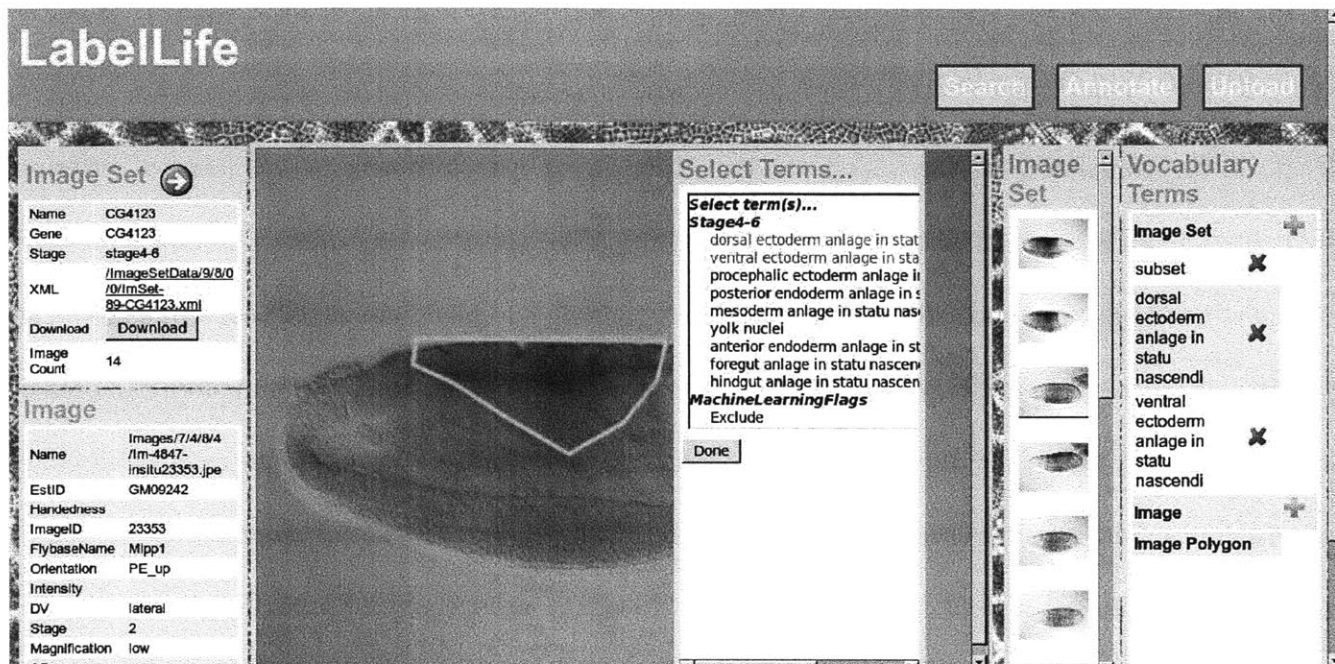 LabelLife
Search Annotate Upload
Image Set
Name CG4123
Gene CG4123
Stage stage4-6
XML /ImageSetData/9/8/0
/0/ImSet-
89-CG4123.xml
Download Download
Image
Count 14
Image
Name Images/7/4/8/4
/Im-4847-
insitu23353.jpe
EstID GM09242
Handedness
ImageID 23353
FlybaseName Mipp1
Orientation PE_up
Intensity
DV lateral
Stage 2
Magnification low
Select Terms...
Select term(s)...
Stage4-6
dorsal ectoderm anlage in stat
ventral ectoderm anlage in sta
procephalic ectoderm anlage i
posterior endoderm anlage in s
mesoderm anlage in statu nas
yolk nuclei
anterior endoderm anlage in st
foregut anlage in statu nascen
hindgut anlage in statu nascen
MachineLearningFlags
Exclude
Done
Image
Set
Vocabulary
Terms
Image Set
subset
dorsal
ectoderm
anlage in
statu
nascendi
ventral
ectoderm
anlage in
statu
nascendi
Image
Image Polygon